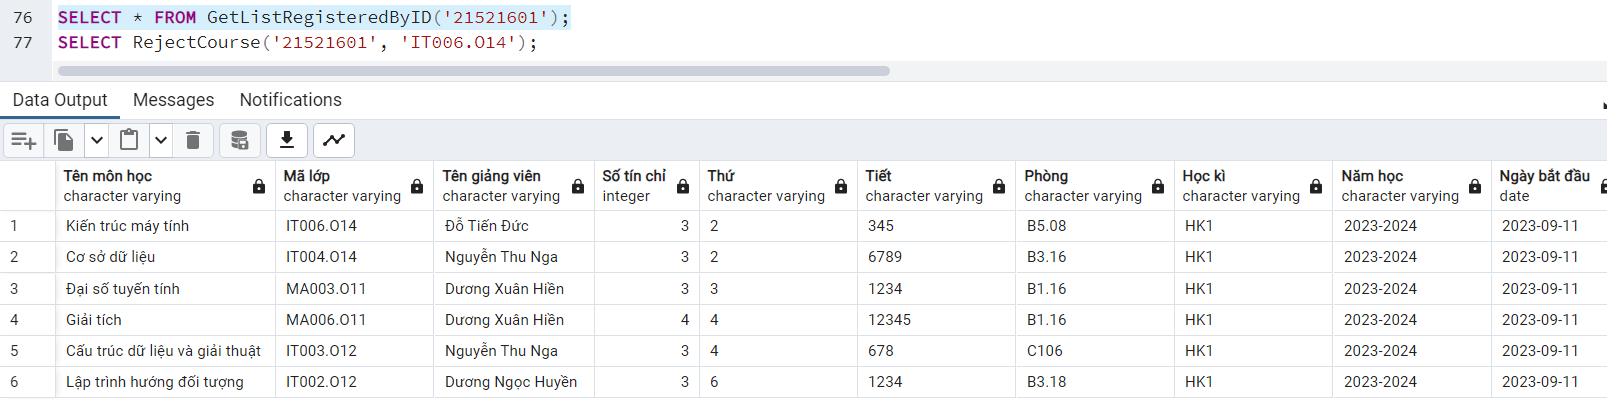 76 SELECT * FROM GetListRegisteredByID('21521601');
77 SELECT RejectCourse('21521601', 'IT006.O14');
Data Output Messages Notifications
Tên môn học Mã lớp Tên giảng viên Số tín chỉ Thứ Tiết Phòng Học kì Năm học Ngày bắt đầu
character varying character varying character varying integer character varying character varying character varying character varying character varying date
1 Kiến trúc máy tính IT006.O14 Đỗ Tiến Đức 3 2 345 B5.08 HK1 2023-2024 2023-09-11
2 Cơ sở dữ liệu IT004.O14 Nguyễn Thu Nga 3 2 6789 B3.16 HK1 2023-2024 2023-09-11
3 Đại số tuyến tính MA003.O11 Dương Xuân Hiền 3 3 1234 B1.16 HK1 2023-2024 2023-09-11
4 Giải tích MA006.O11 Dương Xuân Hiền 4 4 12345 B1.16 HK1 2023-2024 2023-09-11
5 Cấu trúc dữ liệu và giải thuật IT003.O12 Nguyễn Thu Nga 3 4 678 C106 HK1 2023-2024 2023-09-11
6 Lập trình hướng đối tượng IT002.O12 Dương Ngọc Huyền 3 6 1234 B3.18 HK1 2023-2024 2023-09-11